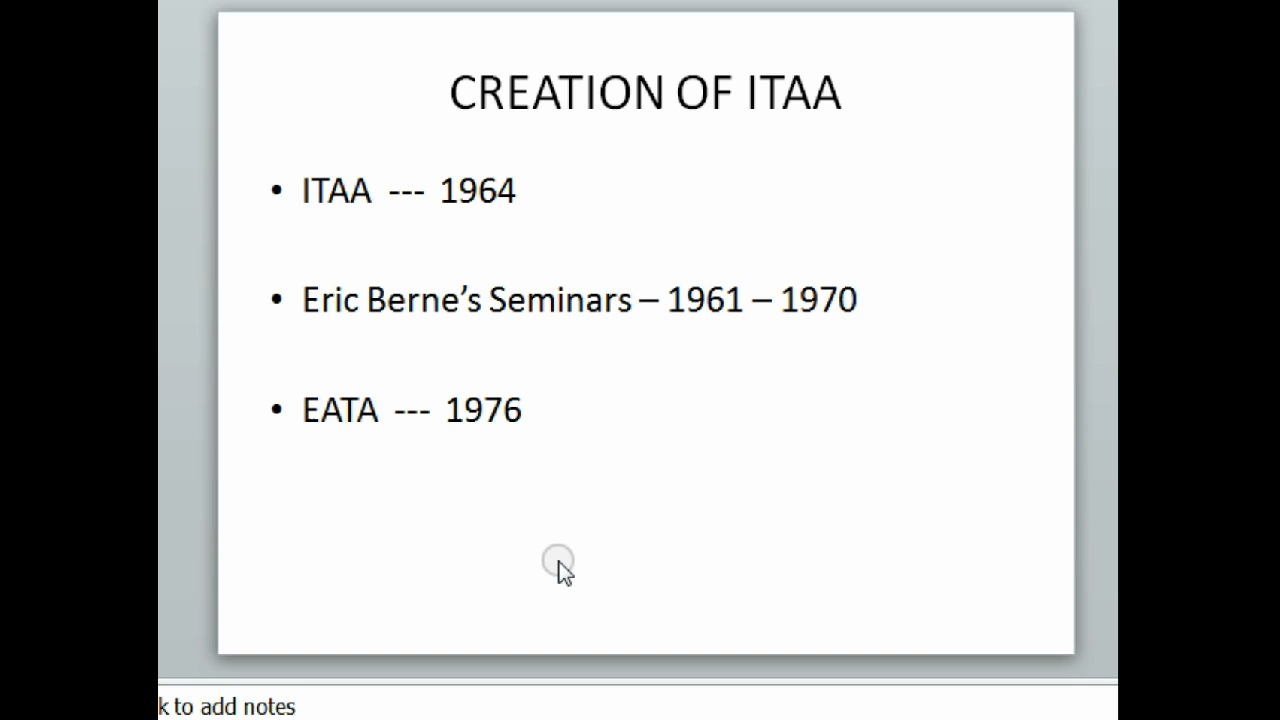 CREATION OF ITAA
• ITAA --- 1964
• Eric Berne’s Seminars – 1961 – 1970
• EATA --- 1976
k to add notes